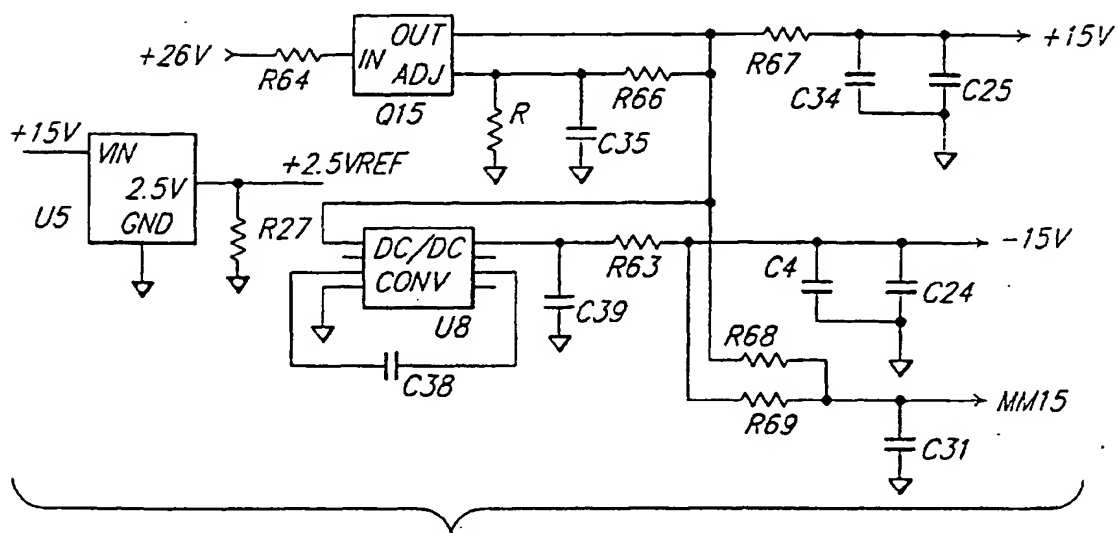 +26V
R64
IN
OUT
ADJ
Q15
R
C35
R66
R67
C34
C25
+15V
+15V
VIN
2.5V
GND
U5
+2.5VREF
R27
DC/DC
CONV
U8
C38
C39
R63
C4
C24
-15V
R68
R69
MM15
C31